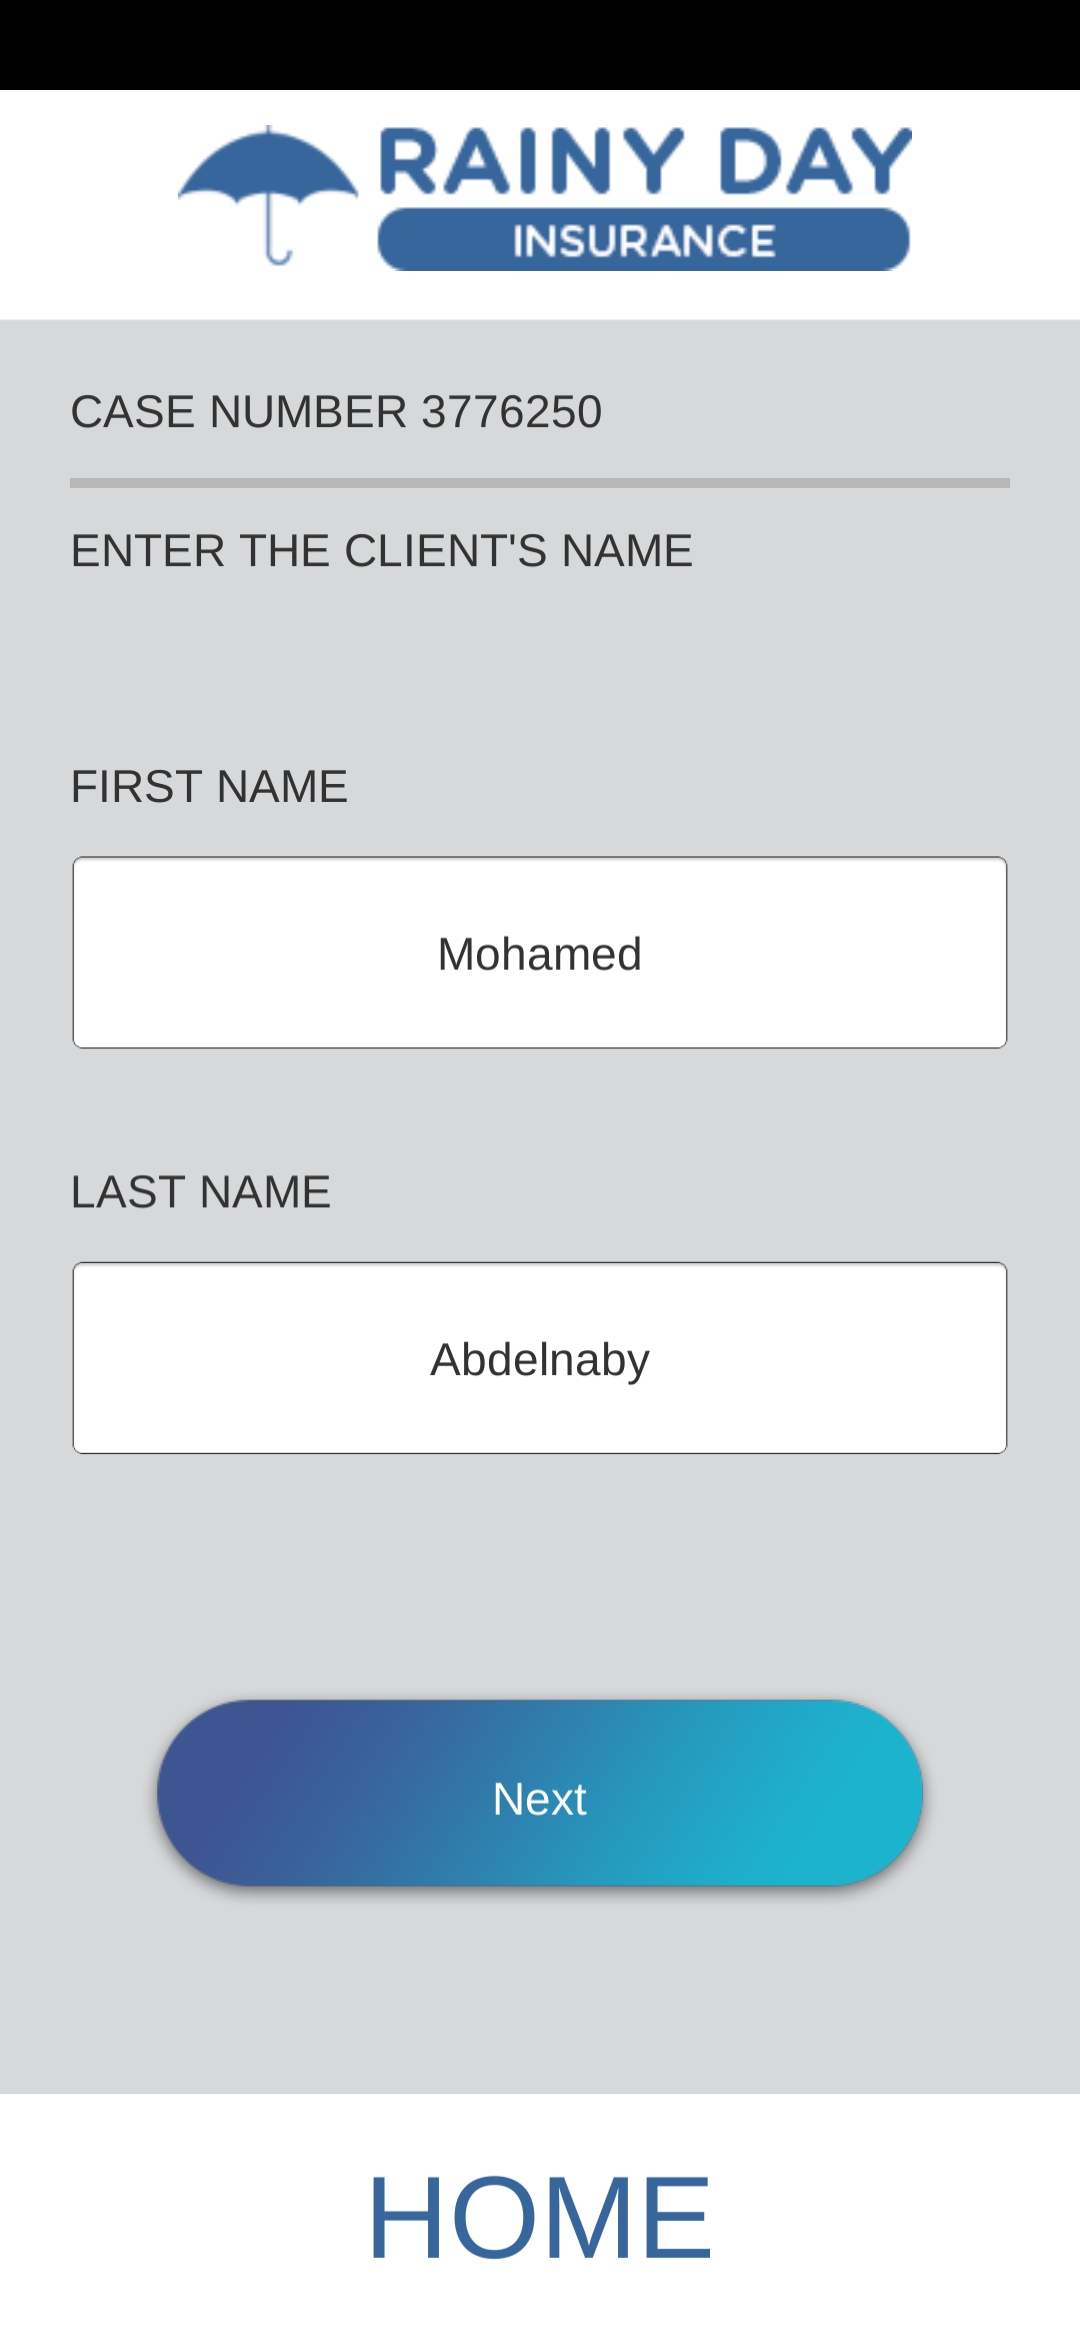 RAINY DAY
INSURANCE
CASE NUMBER 3776250
ENTER THE CLIENT'S NAME
FIRST NAME
Mohamed
LAST NAME
Abdelnaby
Next
HOME